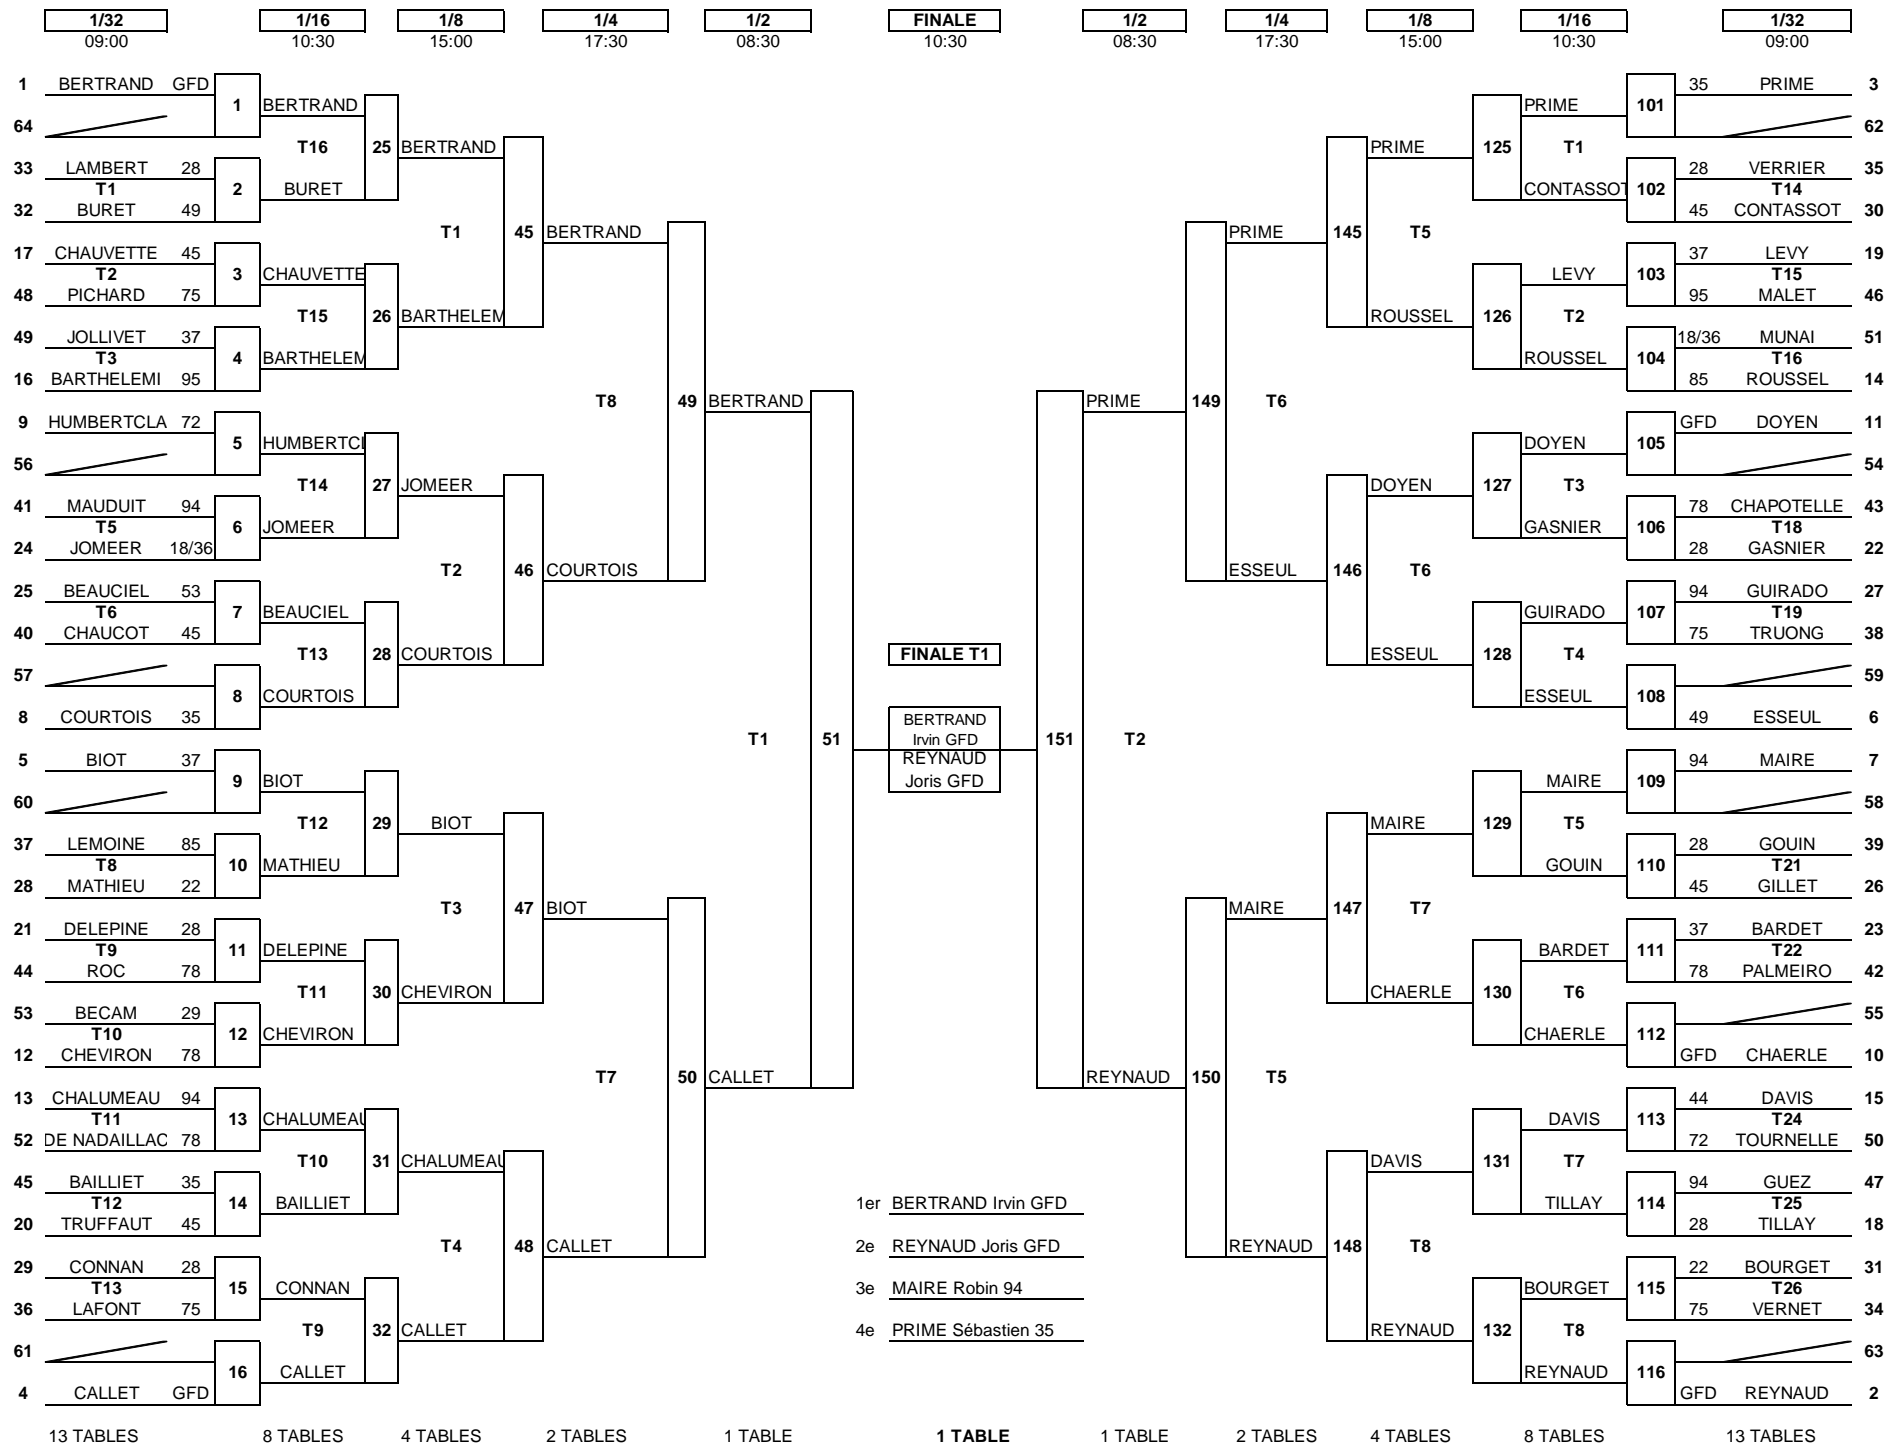 1/32 1/16 1/8 1/4 1/2 FINALE 1/2 1/4 1/8 1/16 1/32
09:00 10:30 15:00 17:30 08:30 10:30 08:30 17:30 15:00 10:30 09:00
1 BERTRAND GFD 35 PRIME 3
1 BERTRAND PRIME 101
64 62
T16 25 BERTRAND PRIME 125 T1
33 LAMBERT 28 28 VERRIER 35
T1 2 BURET CONTASSOT 102 T14
32 BURET 49 45 CONTASSOT 30
T1 45 BERTRAND PRIME 145 T5
17 CHAUVETTE 45 37 LEVY 19
T2 3 CHAUVETTE LEVY 103 T15
48 PICHARD 75 95 MALET 46
T15 26 BARTHELEM ROUSSEL 126 T2
49 JOLLIVET 37 18/36 MUNAI 51
T3 4 BARTHELEM ROUSSEL 104 T16
16 BARTHELEMI 95 85 ROUSSEL 14
T8 49 BERTRAND PRIME 149 T6
9 HUMBERTCLA 72 GFD DOYEN 11
5 HUMBERTCL DOYEN 105
56 54
T14 27 JOMEER DOYEN 127 T3
41 MAUDUIT 94 78 CHAPOTELLE 43
T5 6 JOMEER GASNIER 106 T18
24 JOMEER 18/36 28 GASNIER 22
T2 46 COURTOIS ESSEUL 146 T6
25 BEAUCIEL 53 94 GUIRADO 27
T6 7 BEAUCIEL GUIRADO 107 T19
40 CHAUCOT 45 75 TRUONG 38
T13 28 COURTOIS FINALE T1 ESSEUL 128 T4
57 59
8 COURTOIS ESSEUL 108
8 COURTOIS 35 49 ESSEUL 6
BERTRAND
T1 51 Irvin GFD 151 T2
REYNAUD
Joris GFD
5 BIOT 37 94 MAIRE 7
9 BIOT MAIRE 109
60 58
T12 29 BIOT MAIRE 129 T5
37 LEMOINE 85 28 GOUIN 39
T8 10 MATHIEU GOUIN 110 T21
28 MATHIEU 22 45 GILLET 26
T3 47 BIOT MAIRE 147 T7
21 DELEPINE 28 37 BARDET 23
T9 11 DELEPINE BARDET 111 T22
44 ROC 78 78 PALMEIRO 42
T11 30 CHEVIRON CHAERLE 130 T6
53 BECAM 29 55
T10 12 CHEVIRON CHAERLE 112
12 CHEVIRON 78 GFD CHAERLE 10
T7 50 CALLET REYNAUD 150 T5
13 CHALUMEAU 94 44 DAVIS 15
T11 13 CHALUMEAU DAVIS 113 T24
52 DE NADAILLAC 78 72 TOURNELLE 50
T10 31 CHALUMEAU DAVIS 131 T7
45 BAILLIET 35 94 GUEZ 47
T12 14 BAILLIET 1er BERTRAND Irvin GFD TILLAY 114 T25
20 TRUFFAUT 45 28 TILLAY 18
T4 48 CALLET 2e REYNAUD Joris GFD REYNAUD 148 T8
29 CONNAN 28 22 BOURGET 31
T13 15 CONNAN 3e MAIRE Robin 94 BOURGET 115 T26
36 LAFONT 75 75 VERNET 34
T9 32 CALLET 4e PRIME Sébastien 35 REYNAUD 132 T8
61 63
16 CALLET REYNAUD 116
4 CALLET GFD GFD REYNAUD 2
13 TABLES 8 TABLES 4 TABLES 2 TABLES 1 TABLE 1 TABLE 1 TABLE 2 TABLES 4 TABLES 8 TABLES 13 TABLES